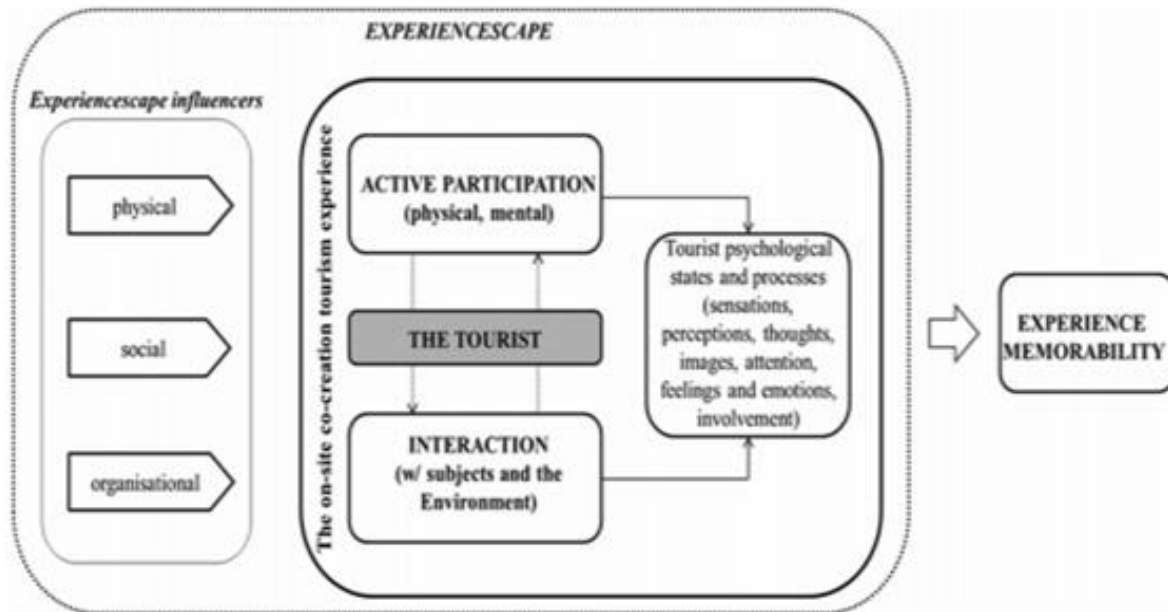 EXPERIENCESCAPE
Experiencescape influencers
physical
social
organisational
The on-site co-creation tourism experience
ACTIVE PARTICIPATION
(physical, mental)
THE TOURIST
INTERACTION
(w/ subjects and the
Environment)
Tourist psychological
states and processes
(sensations,
perceptions, thoughts,
images, attention,
feelings and emotions,
involvement)
EXPERIENCE
MEMORABILITY